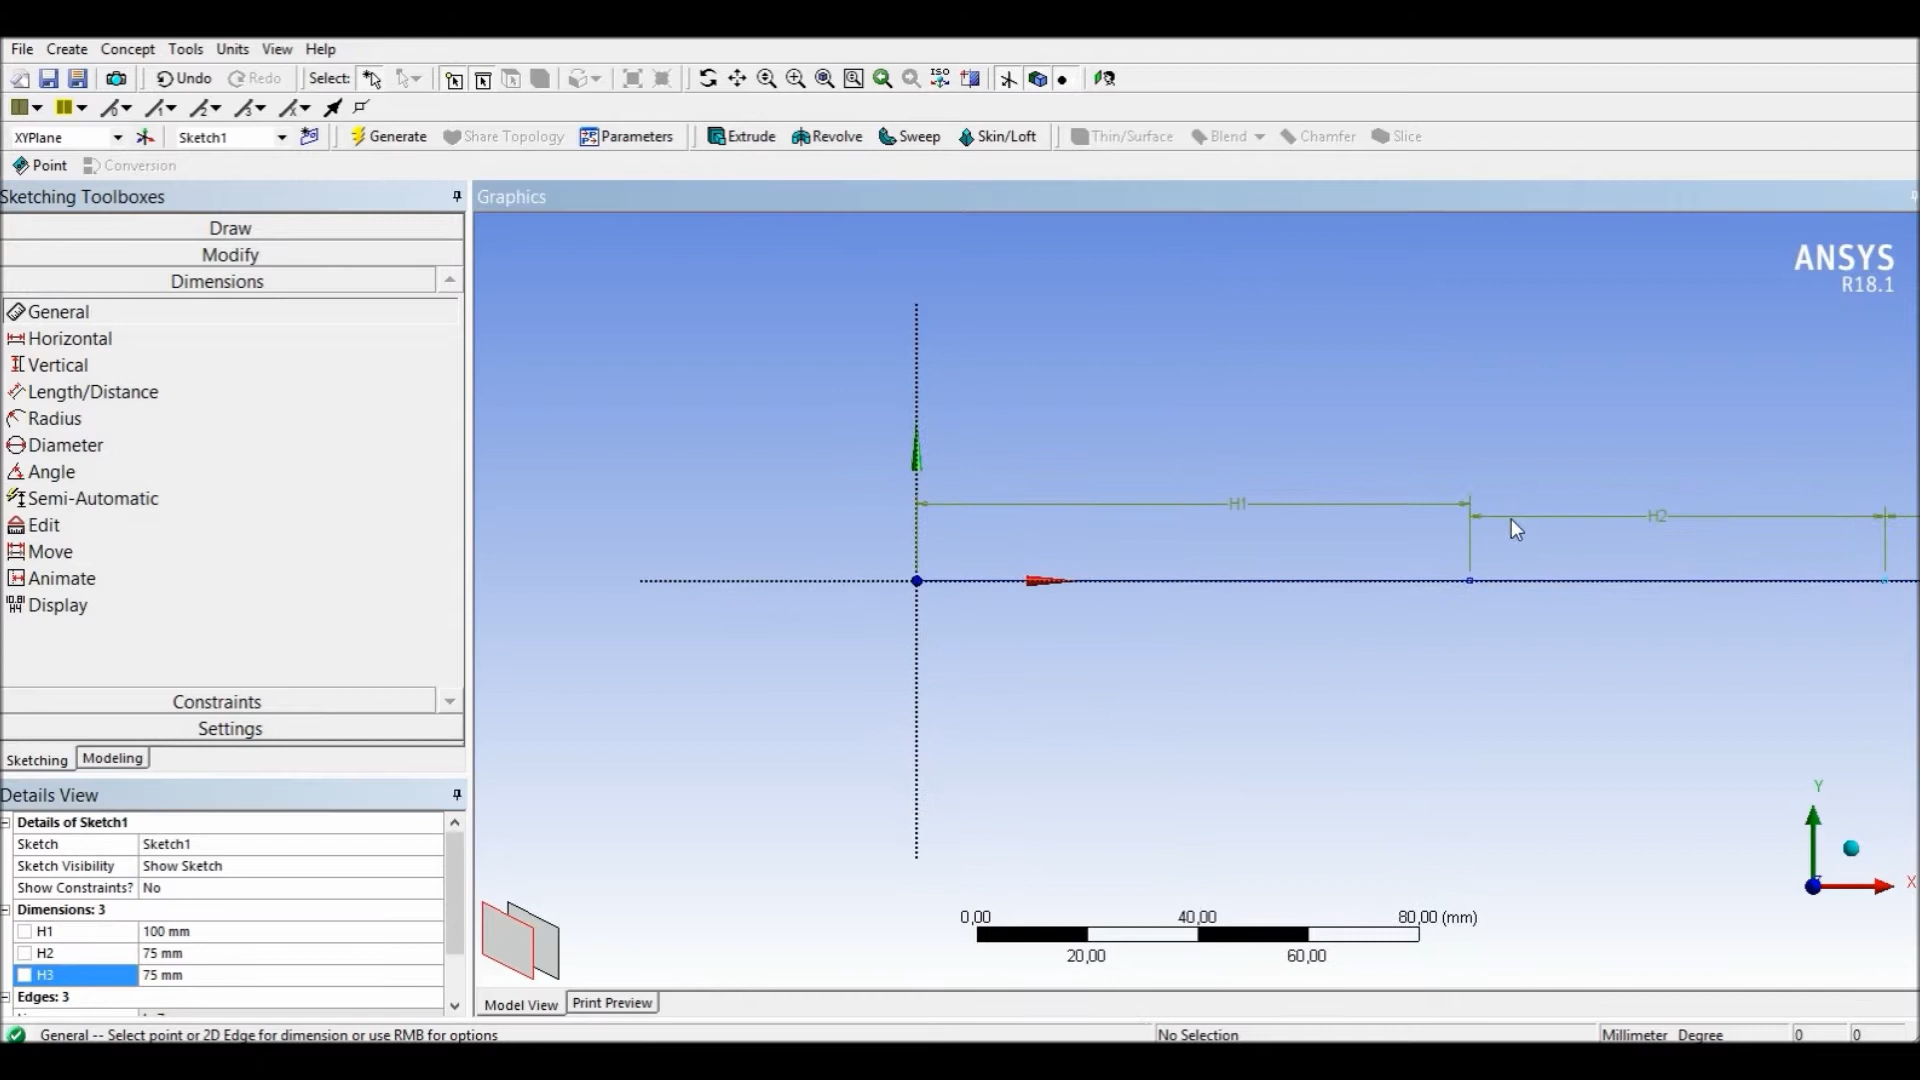 File Create Concept Tools Units View Help
Undo Redo Select: ISO
XYPlane Sketch1 Generate Share Topology Parameters Extrude Revolve Sweep Skin/Loft Thin/Surface Blend Chamfer Slice
Point Conversion
Sketching Toolboxes
Draw
Modify
Dimensions
General
Horizontal
Vertical
Length/Distance
Radius
Diameter
Angle
Semi-Automatic
Edit
Move
Animate
Display
Constraints
Settings
Sketching Modeling
Details View
Details of Sketch1
Sketch Sketch1
Sketch Visibility Show Sketch
Show Constraints? No
Dimensions: 3
H1 100 mm
H2 75 mm
H3 75 mm
Edges: 3
Graphics
ANSYS
R18.1
H1
H2
Y
X
0,00 40,00 80,00 (mm)
20,00 60,00
Model View Print Preview
General -- Select point or 2D Edge for dimension or use RMB for options No Selection Millimeter Degree 0 0